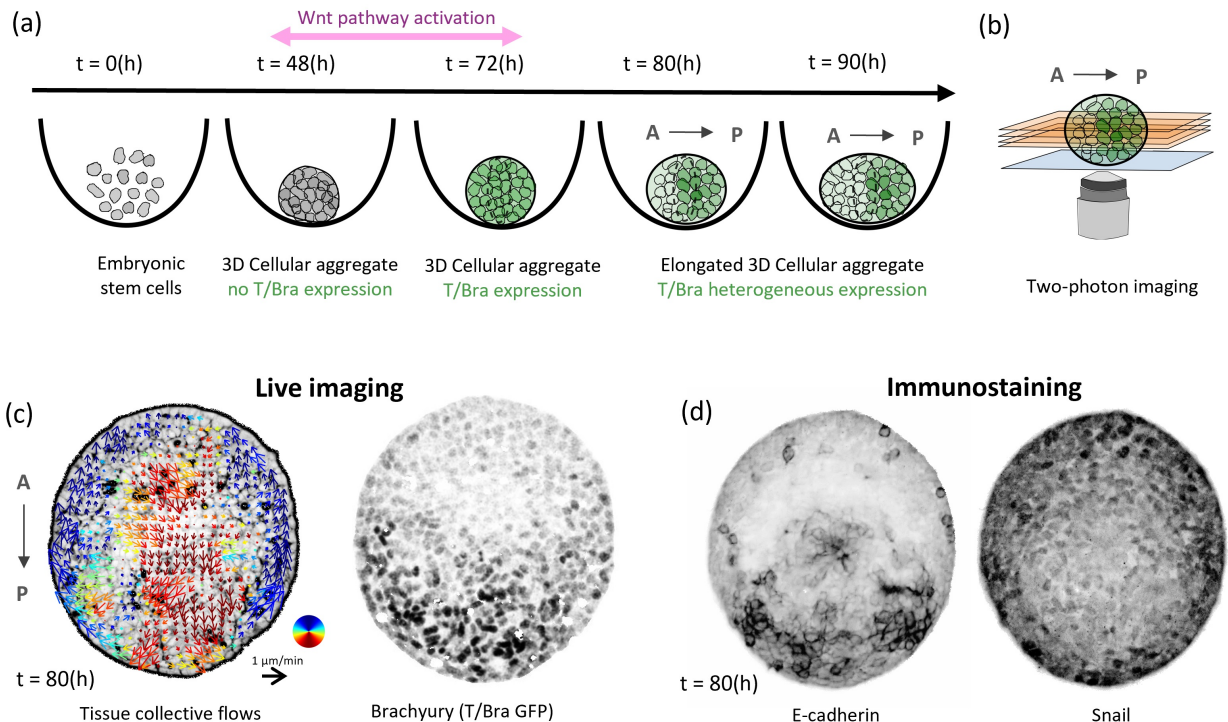 (a)
Wnt pathway activation
t = 0(h)
t = 48(h)
t = 72(h)
t = 80(h)
t = 90(h)
A
P
A
P
Embryonic
stem cells
3D Cellular aggregate
no T/Bra expression
3D Cellular aggregate
T/Bra expression
Elongated 3D Cellular aggregate
T/Bra heterogeneous expression
(b)
A
P
Two-photon imaging
Live imaging
(c)
A
P
1 μm/min
t = 80(h)
Tissue collective flows
Brachyury (T/Bra GFP)
Immunostaining
(d)
t = 80(h)
E-cadherin
Snail